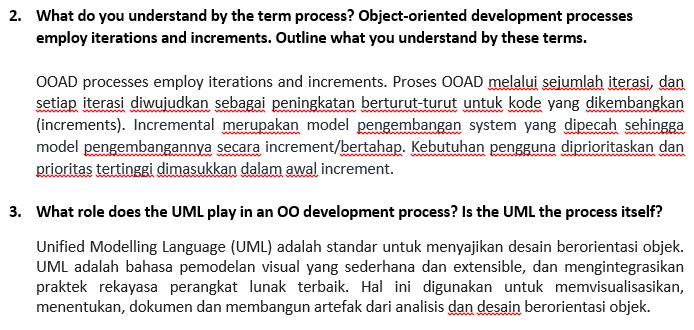 2. What do you understand by the term process? Object-oriented development processes
employ iterations and increments. Outline what you understand by these terms.
OOAD processes employ iterations and increments. Proses OOAD melalui sejumlah iterasi, dan
setiap iterasi diwujudkan sebagai peningkatan berturut-turut untuk kode yang dikembangkan
(increments). Incremental merupakan model pengembangan system yang dipecah sehingga
model pengembangannya secara increment/bertahap. Kebutuhan pengguna diprioritaskan dan
prioritas tertinggi dimasukkan dalam awal increment.
3. What role does the UML play in an OO development process? Is the UML the process itself?
Unified Modelling Language (UML) adalah standar untuk menyajikan desain berorientasi objek.
UML adalah bahasa pemodelan visual yang sederhana dan extensible, dan mengintegrasikan
praktek rekayasa perangkat lunak terbaik. Hal ini digunakan untuk memvisualisasikan,
menentukan, dokumen dan membangun artefak dari analisis dan desain berorientasi objek.